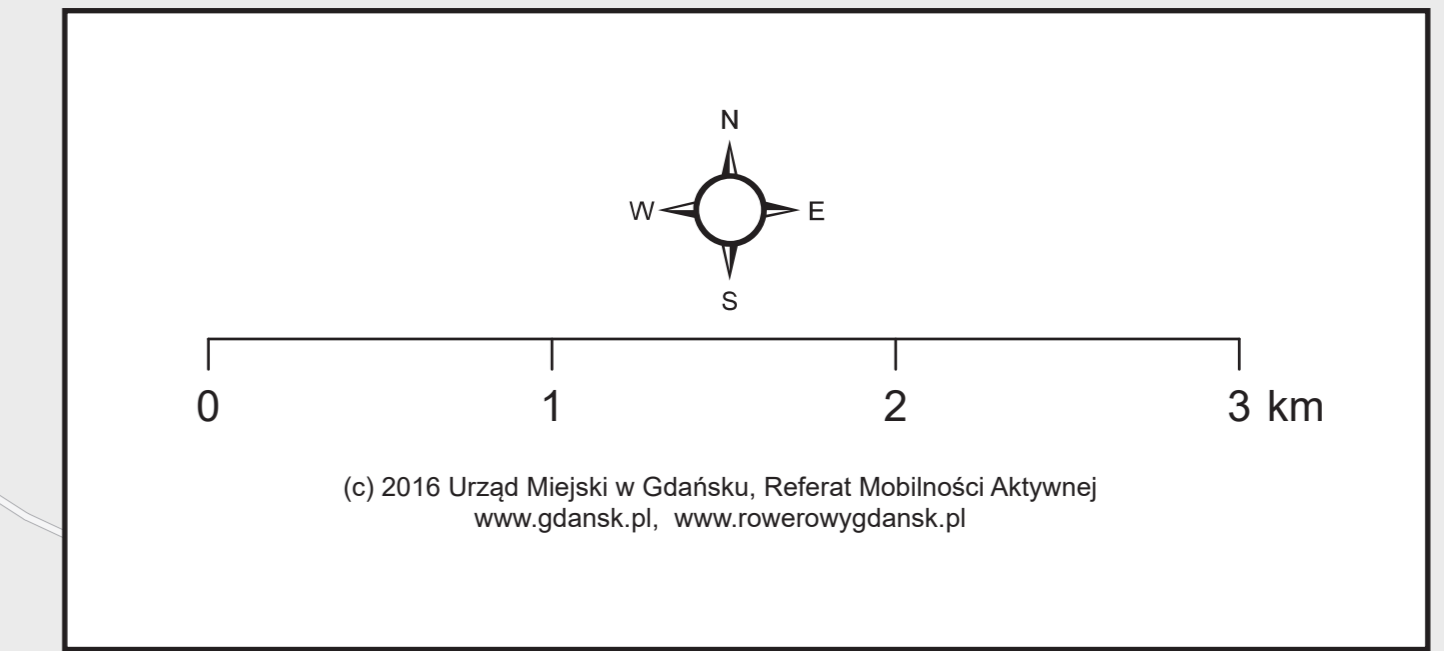 N
W E
S
0 1 2 3 km
(c) 2016 Urząd Miejski w Gdańsku, Referat Mobilności Aktywnej
www.gdansk.pl, www.rowerowygdansk.pl